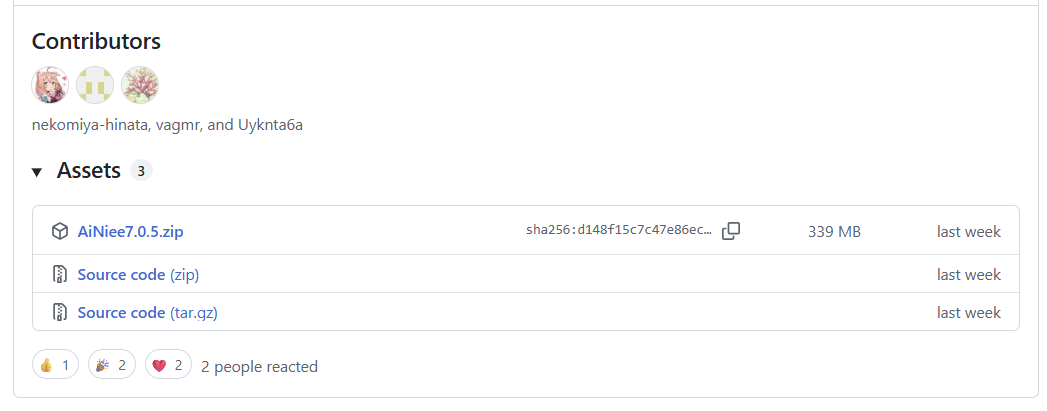 Contributors
nekomiya-hinata, vagmr, and Uyknta6a
Assets 3
AiNiee7.0.5.zip sha256:d148f15c7c47e86ec… 339 MB last week
Source code (zip) last week
Source code (tar.gz) last week
👍 1 🎉 2 ❤️ 2 2 people reacted